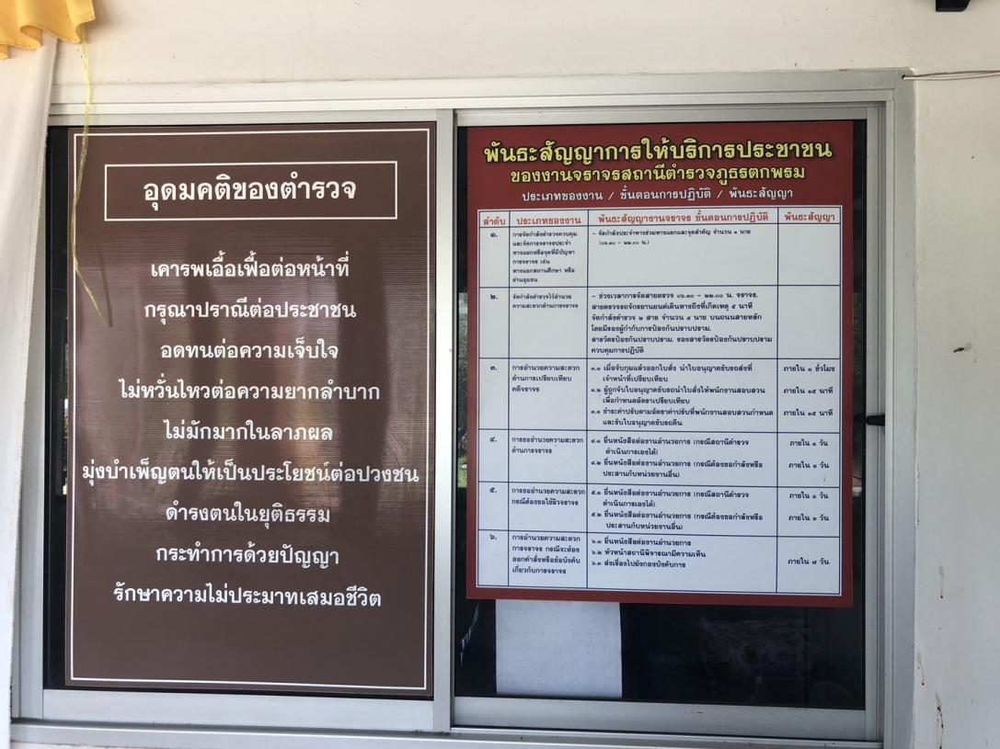 อุดมคติของตำรวจ
เคารพเอื้อเฟื้อต่อหน้าที่
กรุณาปราณีต่อประชาชน
อดทนต่อความเจ็บใจ
ไม่หวั่นไหวต่อความยากลำบาก
ไม่มักมากในลาภผล
มุ่งบำเพ็ญตนให้เป็นประโยชน์ต่อปวงชน
ดำรงตนในยุติธรรม
กระทำการด้วยปัญญา
รักษาความไม่ประมาทเสมอชีวิต
พันธะสัญญาการให้บริการประชาชน
ของงานจราจรสถานีตำรวจภูธรตกพรม
ประเภทของงาน / ขั้นตอนการปฏิบัติ / พันธะสัญญา
ลำดับ ประเภทของงาน พันธะสัญญางานจราจร ขั้นตอนการปฏิบัติ พันธะสัญญา
๑. การจัดกำลังตำรวจควบคุม - จัดกำลังประจำทางร่วมทางแยกและจุดสำคัญ จำนวน ๓ นาย
และจัดการจราจรประจำ (๐๖.๓๐ - ๒๒.๐๐ น.)
ทางแยกหรือจุดที่มีปัญหา
การจราจร เช่น
ทางแยกสถานศึกษา หรือ
ย่านชุมชน
๒. จัดกำลังตำรวจไว้อำนวย - ช่วงเวลาการจัดสายตรวจ ๐๖.๓๐ - ๒๒.๐๐ น. จราจร.
ความสะดวกด้านการจราจร สายตรวจรถจักรยานยนต์เดินทางถึงที่เกิดเหตุ ๕ นาที
จัดกำลังตำรวจ ๒ สาย จำนวน ๔ นาย บนถนนสายหลัก
โดยมีรองผู้กำกับการป้องกันปราบปราม.
สารวัตรป้องกันปราบปราม. รองสารวัตรป้องกันปราบปราม
ควบคุมการปฏิบัติ
๓. การอำนวยความสะดวก ๓.๑ เมื่อจับกุมแล้วออกใบสั่ง นำใบอนุญาตขับรถส่งที่ ภายใน ๑ ชั่วโมง
ด้านการเปรียบเทียบ เจ้าหน้าที่เปรียบเทียบ
คดีจราจร ๓.๒ ผู้ถูกจับใบอนุญาตขับรถนำใบสั่งให้พนักงานสอบสวน ภายใน ๑๕ นาที
เพื่อกำหนดอัตราเปรียบเทียบ
๓.๓ ชำระค่าปรับตามอัตราค่าปรับที่พนักงานสอบสวนกำหนด ภายใน ๑๕ นาที
และรับใบอนุญาตขับรถคืน
๔. การขออำนวยความสะดวก ๔.๑ ยื่นหนังสือต่องานอำนวยการ (กรณีสถานีตำรวจ ภายใน ๑ วัน
ด้านการจราจร ดำเนินการเองได้)
๔.๒ ยื่นหนังสือต่องานอำนวยการ (กรณีต้องขอกำลังหรือ ภายใน ๓ วัน
ประสานกับหน่วยงานอื่น)
๕. การขออำนวยความสะดวก ๕.๑ ยื่นหนังสือต่องานอำนวยการ (กรณีสถานีตำรวจ ภายใน ๑ วัน
กรณีต้องขอใช้ผิวจราจร ดำเนินการเองได้)
๕.๒ ยื่นหนังสือต่องานอำนวยการ (กรณีต้องขอกำลังหรือ ภายใน ๓ วัน
ประสานกับหน่วยงานอื่น)
๖. การอำนวยความสะดวก ๖.๑ ยื่นหนังสือต่องานอำนวยการ
การจราจร กรณีจะต้อง ๖.๒ หัวหน้าสถานีพิจารณามีความเห็น ภายใน ๗ วัน
ออกคำสั่งหรือข้อบังคับ ๖.๓ ส่งเรื่องไปยังกองบังคับการ
เกี่ยวกับการจราจร